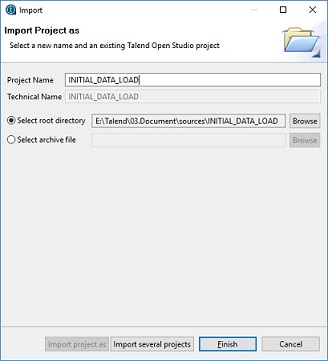 Import
Import Project as
Select a new name and an existing Talend Open Studio project
Project Name INITIAL_DATA_LOAD
Technical Name INITIAL_DATA_LOAD
Select root directory E:\Talend\03.Document\sources\INITIAL_DATA_LOAD Browse
Select archive file Browse
Import project as Import several projects Finish Cancel